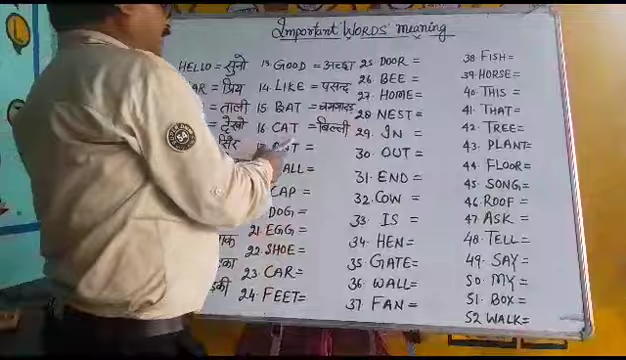 Important Words meaning
HELLO = सुनो
= प्रिय
= ताली
= देखो
13. GOOD = अच्छा
14. LIKE = पसन्द
15. BAT = चमगादड़
16. CAT = बिल्ली
CAP =
DOG =
21. EGG =
22. SHOE =
23. CAR =
24. FEET=
25 DOOR =
26. BEE =
27. HOME=
28 NEST =
29. IN =
30. OUT =
31. END =
32. COW =
33. IS =
34. HEN =
35. GATE=
36. WALL=
37. FAN =
38 FISH=
39. HORSE=
40. THIS =
41. THAT=
42. TREE=
43. PLANT=
44. FLOOR=
45. SONG=
46 ROOF =
47. ASK =
48. TELL=
49. SAY=
50. MY=
51. BOX=
52 WALK=